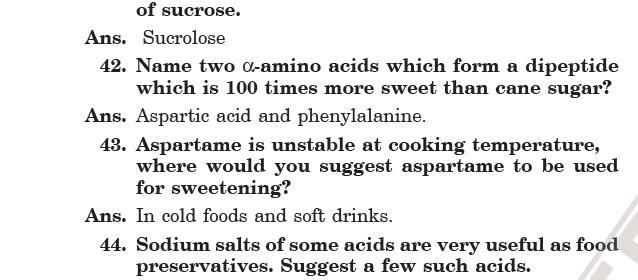 of sucrose.
Ans. Sucrolose
42. Name two α-amino acids which form a dipeptide
which is 100 times more sweet than cane sugar?
Ans. Aspartic acid and phenylalanine.
43. Aspartame is unstable at cooking temperature,
where would you suggest aspartame to be used
for sweetening?
Ans. In cold foods and soft drinks.
44. Sodium salts of some acids are very useful as food
preservatives. Suggest a few such acids.